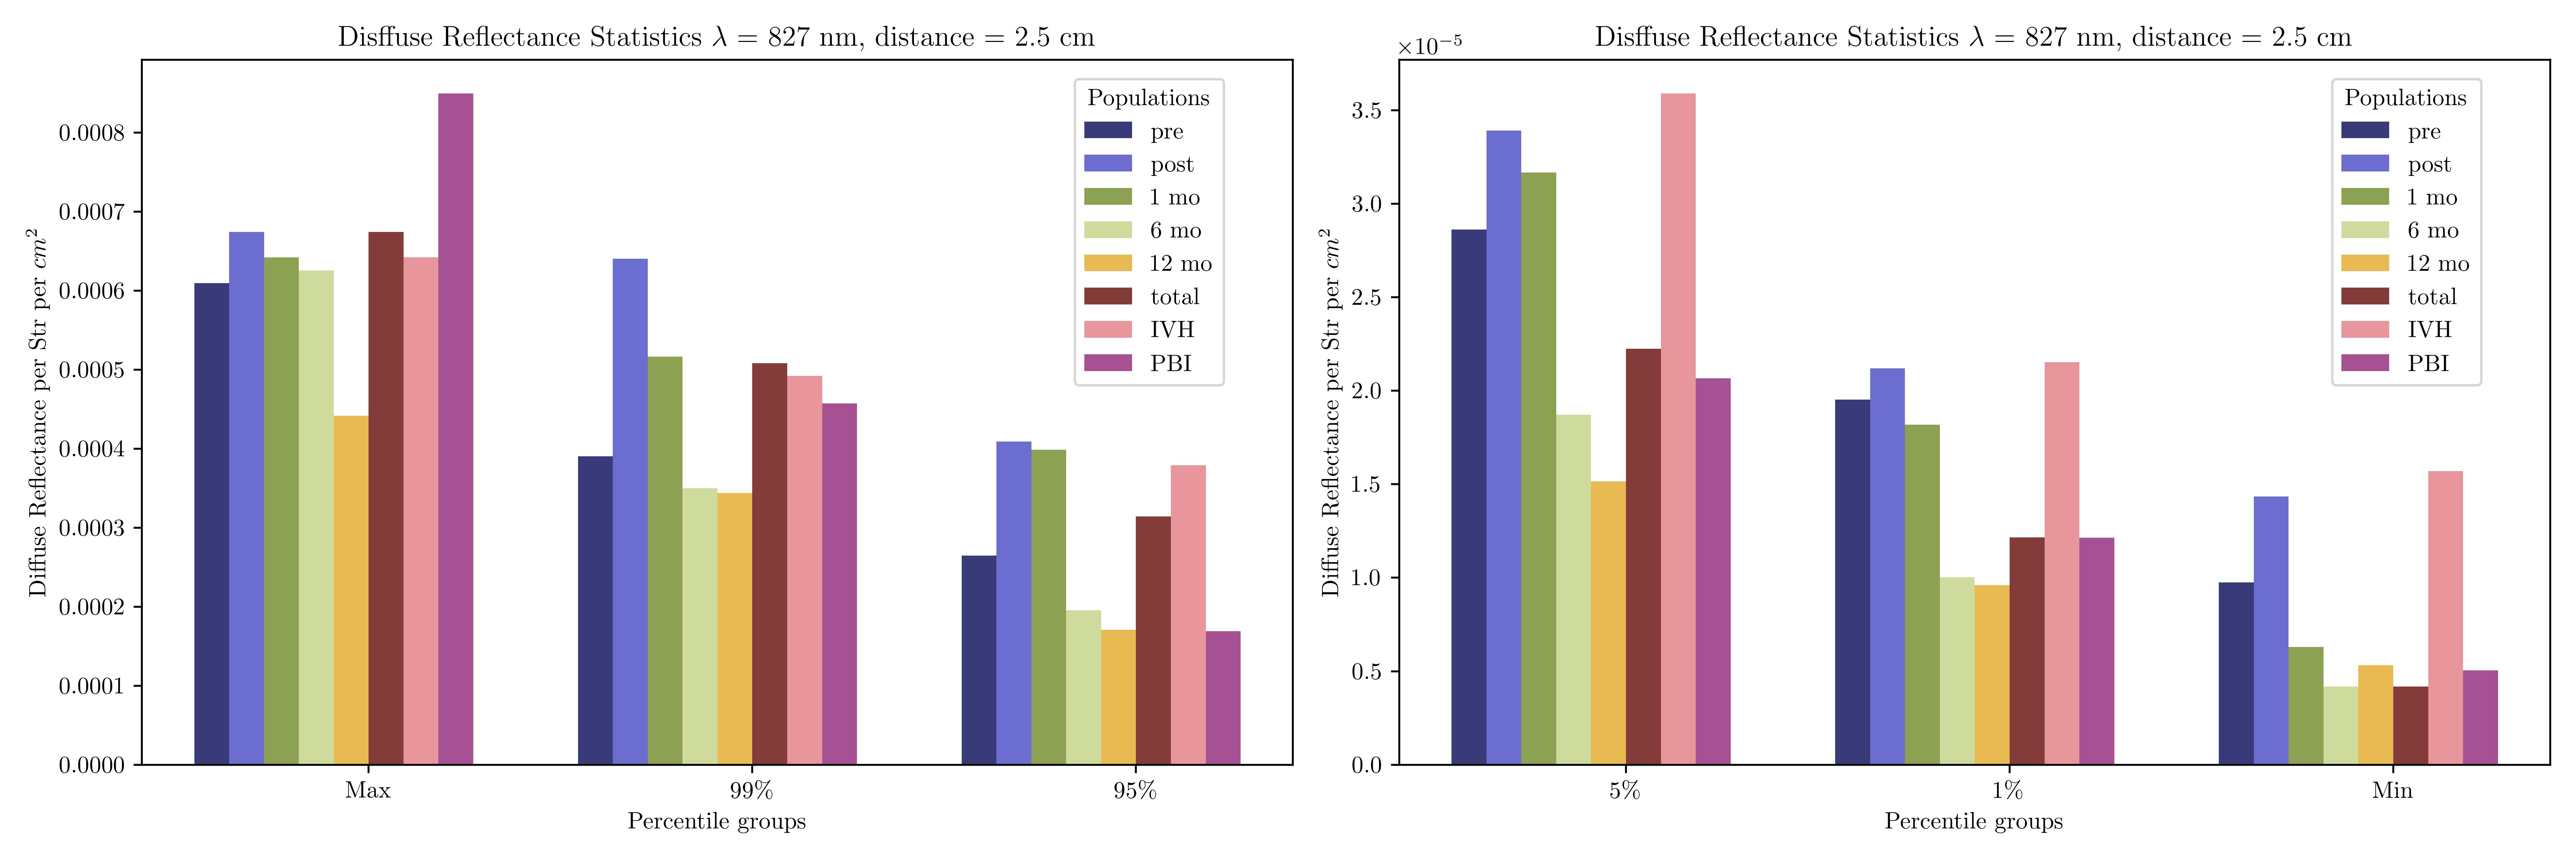 Disffuse Reflectance Statistics λ = 827 nm, distance = 2.5 cm
Diffuse Reflectance per Str per cm²
0.0008
0.0007
0.0006
0.0005
0.0004
0.0003
0.0002
0.0001
0.0000
Populations
pre
post
1 mo
6 mo
12 mo
total
IVH
PBI
Max
99%
95%
Percentile groups
Disffuse Reflectance Statistics λ = 827 nm, distance = 2.5 cm
×10⁻⁵
Diffuse Reflectance per Str per cm²
3.5
3.0
2.5
2.0
1.5
1.0
0.5
0.0
Populations
pre
post
1 mo
6 mo
12 mo
total
IVH
PBI
5%
1%
Min
Percentile groups